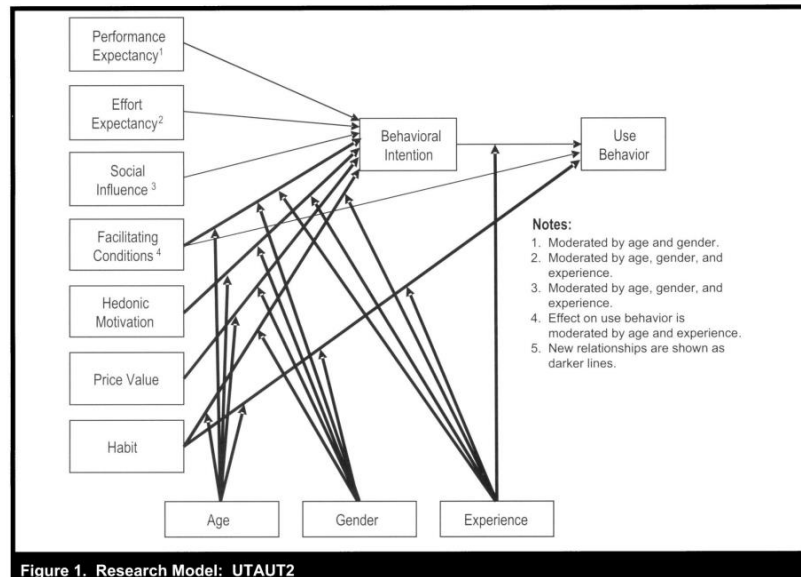 Performance
Expectancy1
Effort
Expectancy2
Social
Influence 3
Facilitating
Conditions 4
Hedonic
Motivation
Price Value
Habit
Behavioral
Intention
Use
Behavior
Notes:
1. Moderated by age and gender.
2. Moderated by age, gender, and
experience.
3. Moderated by age, gender, and
experience.
4. Effect on use behavior is
moderated by age and experience.
5. New relationships are shown as
darker lines.
Age
Gender
Experience
Figure 1. Research Model: UTAUT2